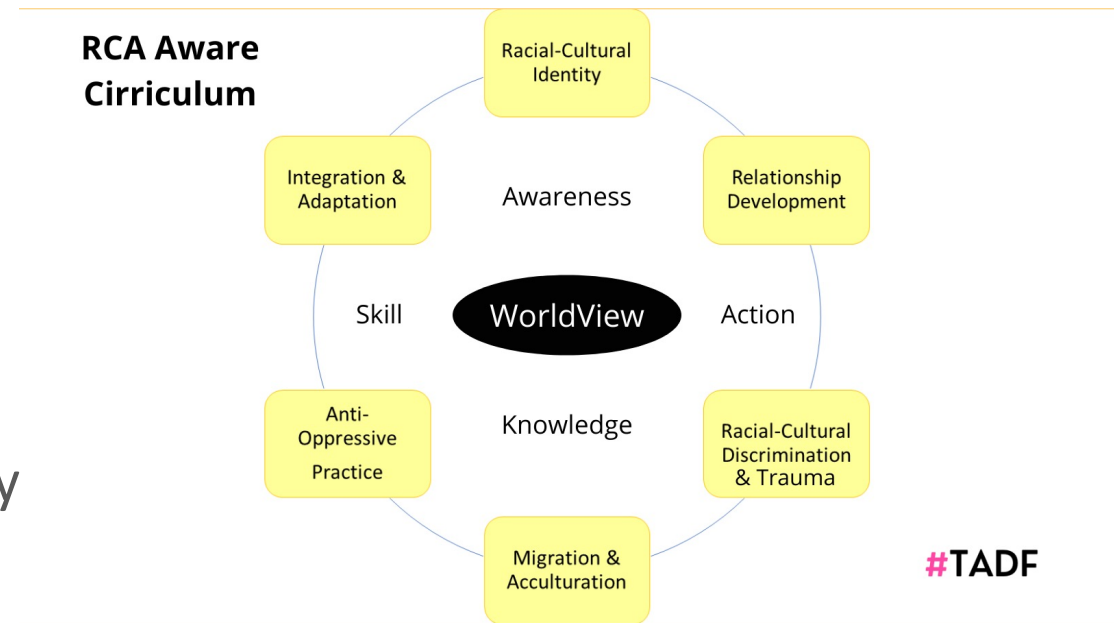 RCA Aware
Cirriculum
Racial-Cultural
Identity
Integration &
Adaptation
Awareness
Relationship
Development
Skill
WorldView
Action
Anti-
Oppressive
Practice
Knowledge
Racial-Cultural
Discrimination
& Trauma
y
Migration &
Acculturation
#TADF